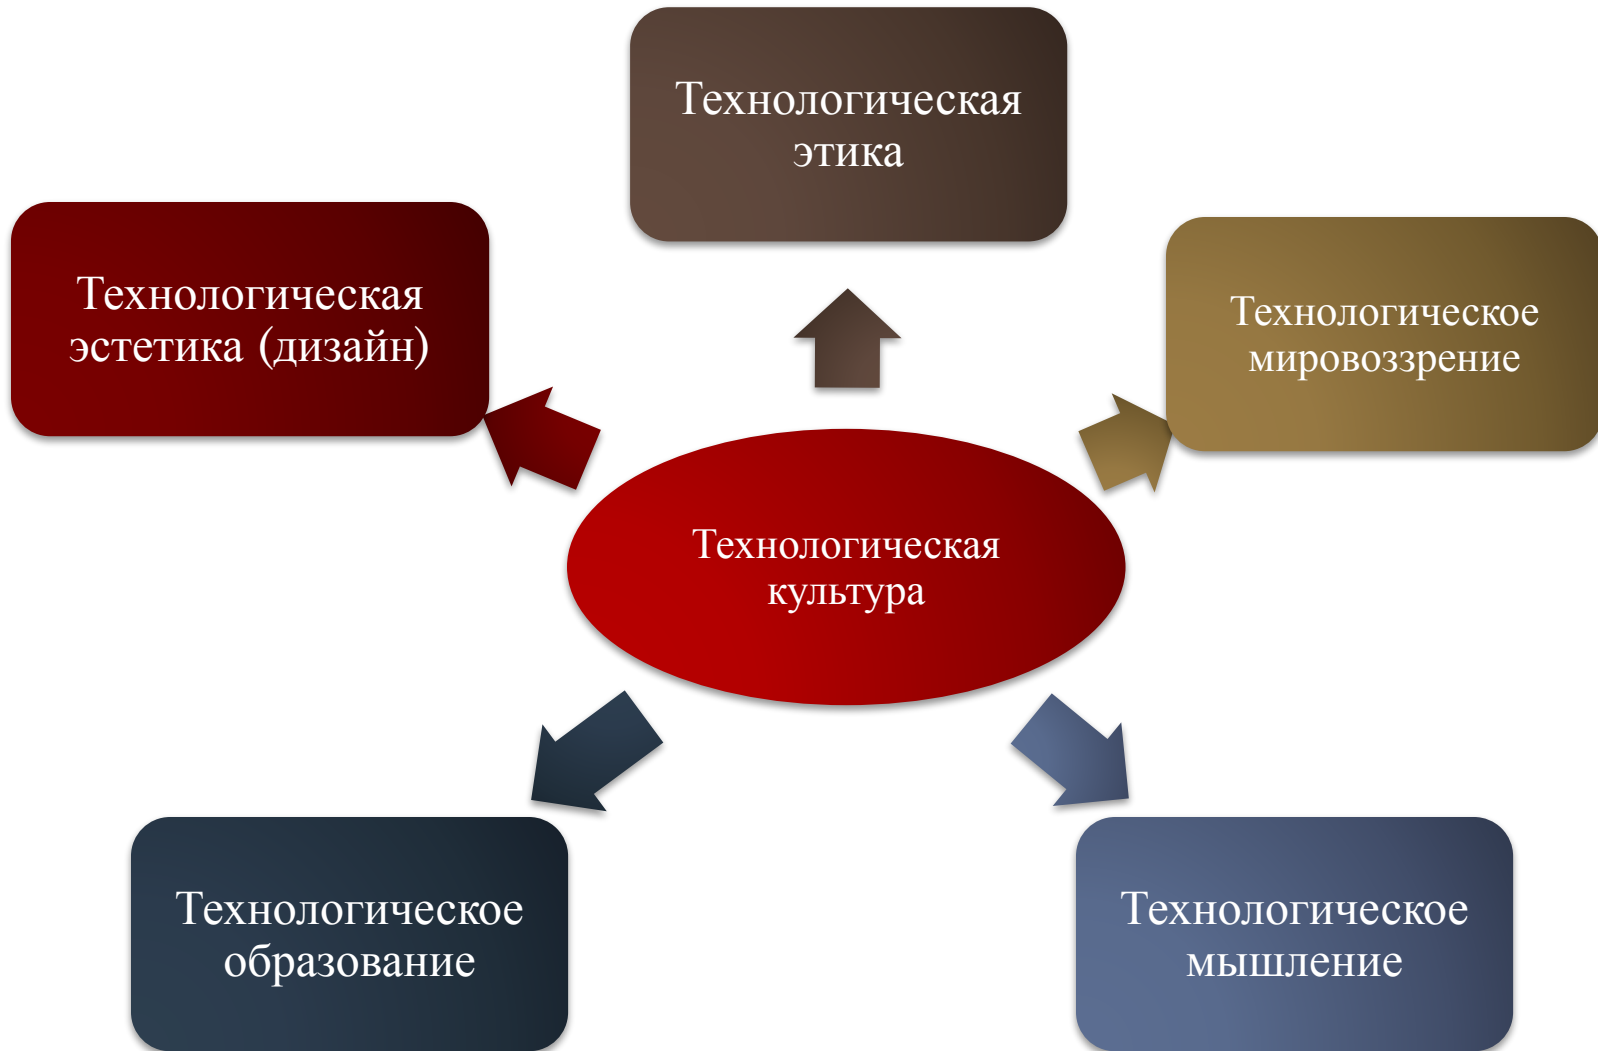 Технологическая
этика
Технологическая
эстетика (дизайн)
Технологическое
мировоззрение
Технологическая
культура
Технологическое
образование
Технологическое
мышление